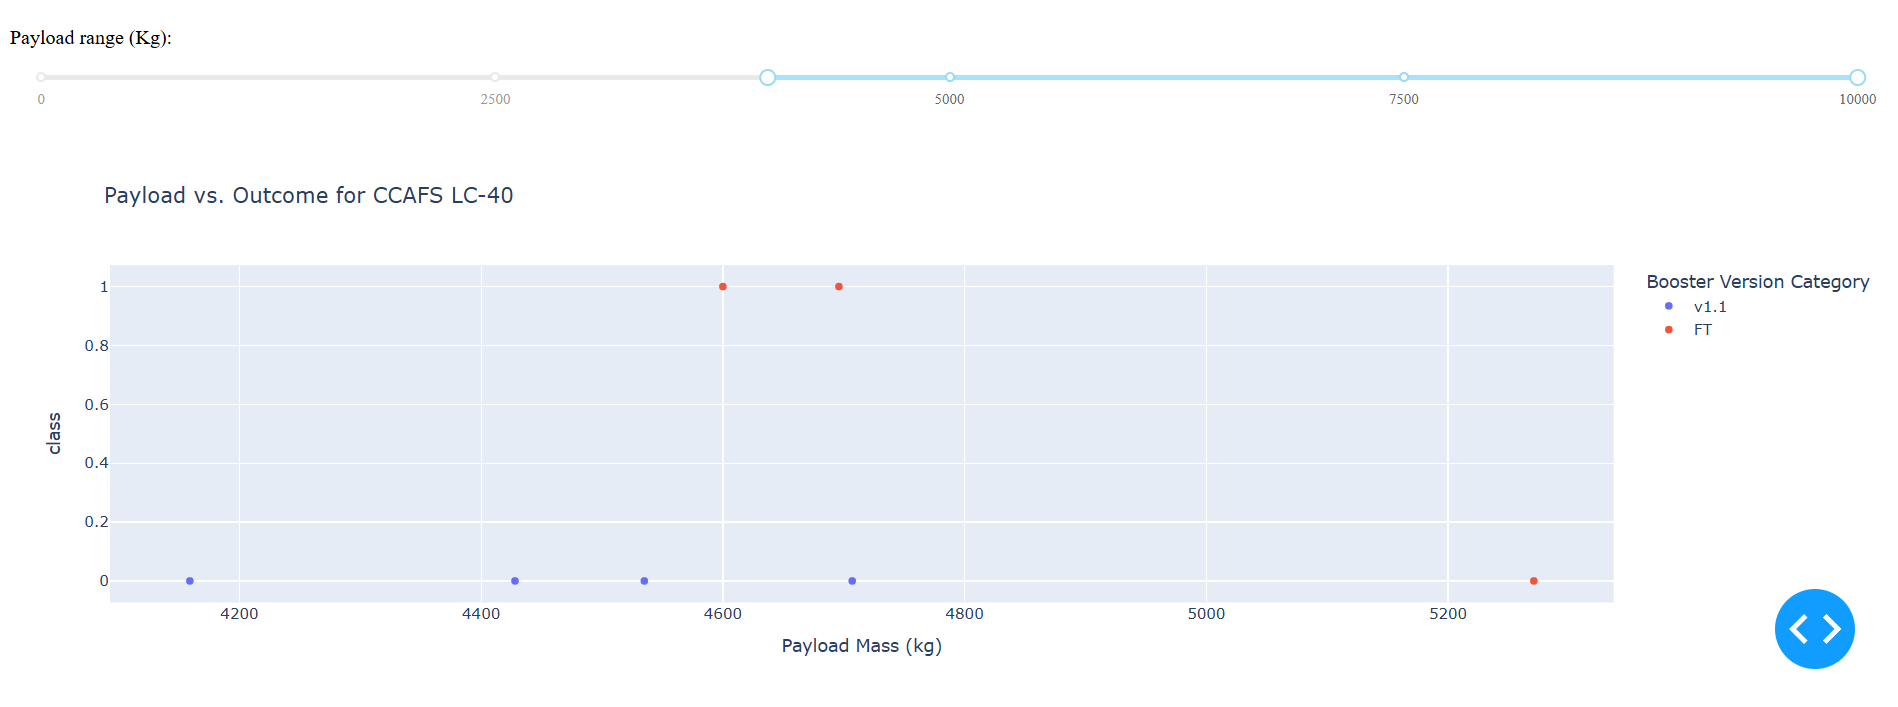 Payload range (Kg):
0 2500 5000 7500 10000
Payload vs. Outcome for CCAFS LC-40
Booster Version Category
v1.1
FT
1
0.8
0.6
0.4
0.2
0
class
4200 4400 4600 4800 5000 5200
Payload Mass (kg)